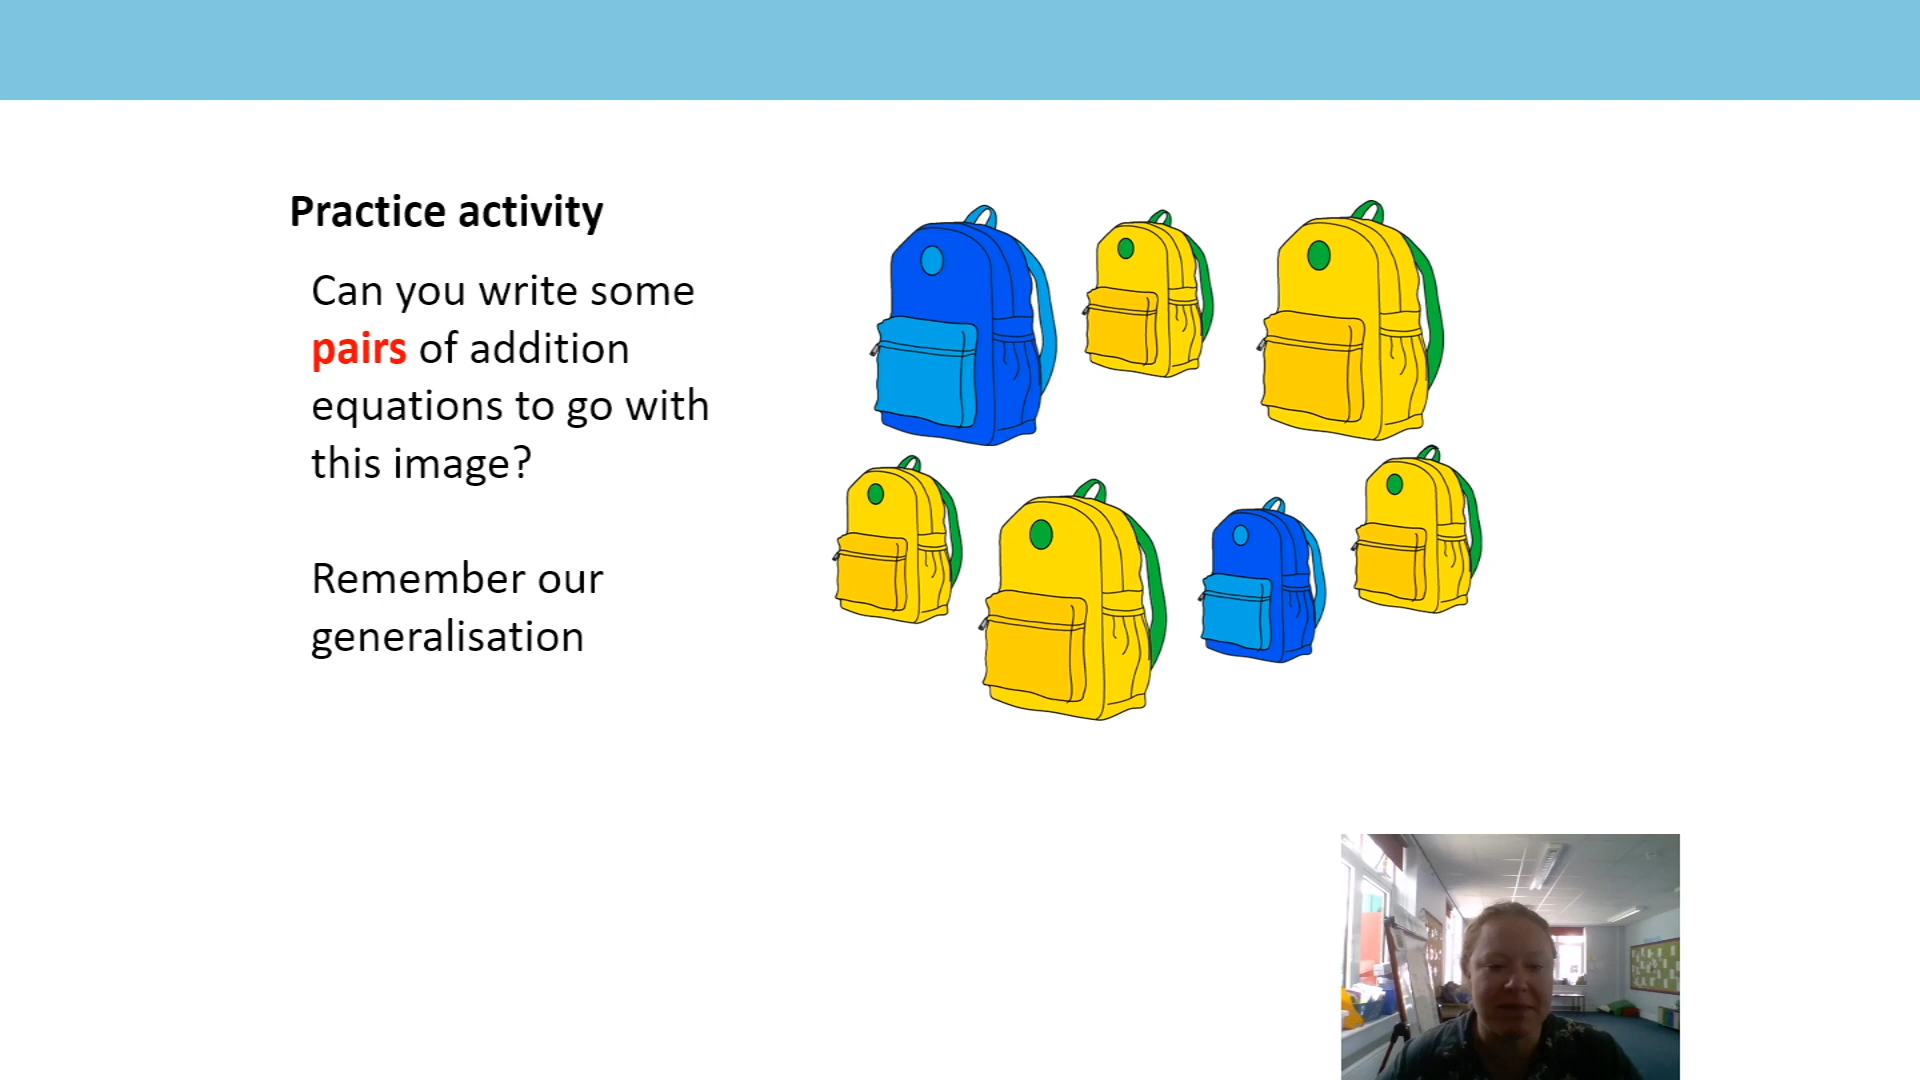 Practice activity
Can you write some
pairs of addition
equations to go with
this image?
Remember our
generalisation